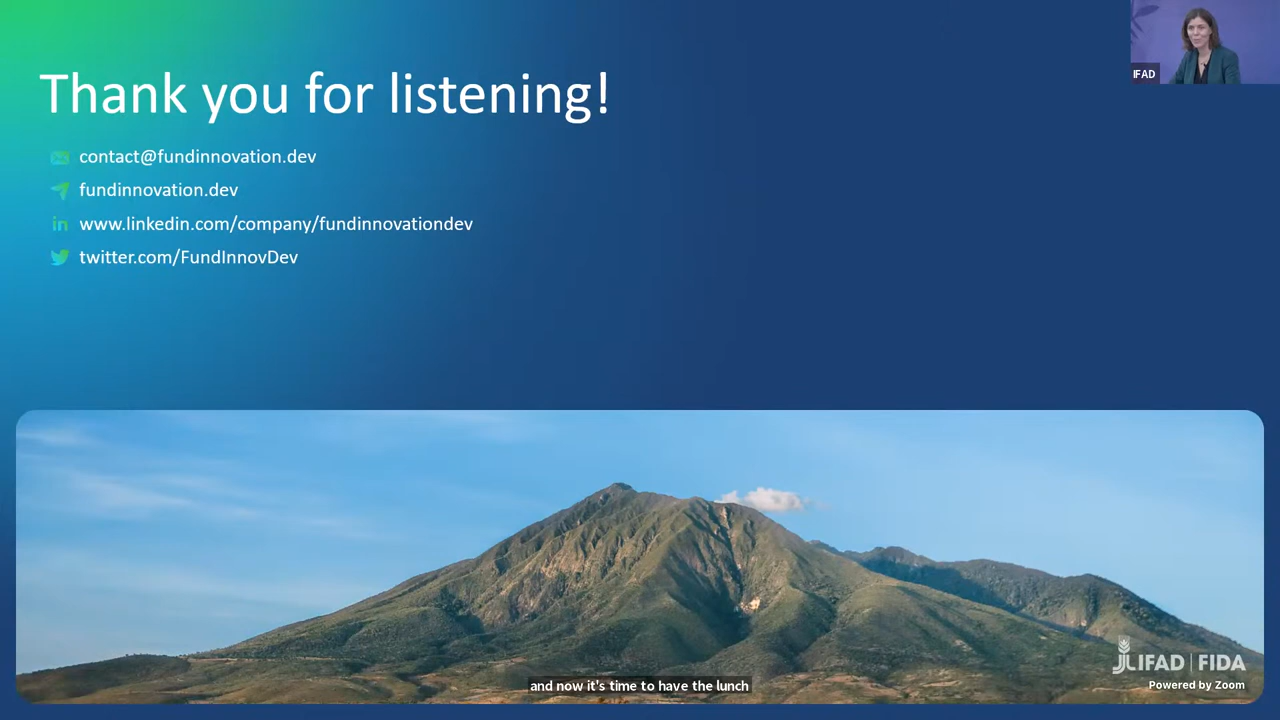 IFAD
Thank you for listening!
contact@fundinnovation.dev
fundinnovation.dev
in www.linkedin.com/company/fundinnovationdev
twitter.com/FundInnovDev
IFAD | FIDA
Powered by Zoom
and now it's time to have the lunch